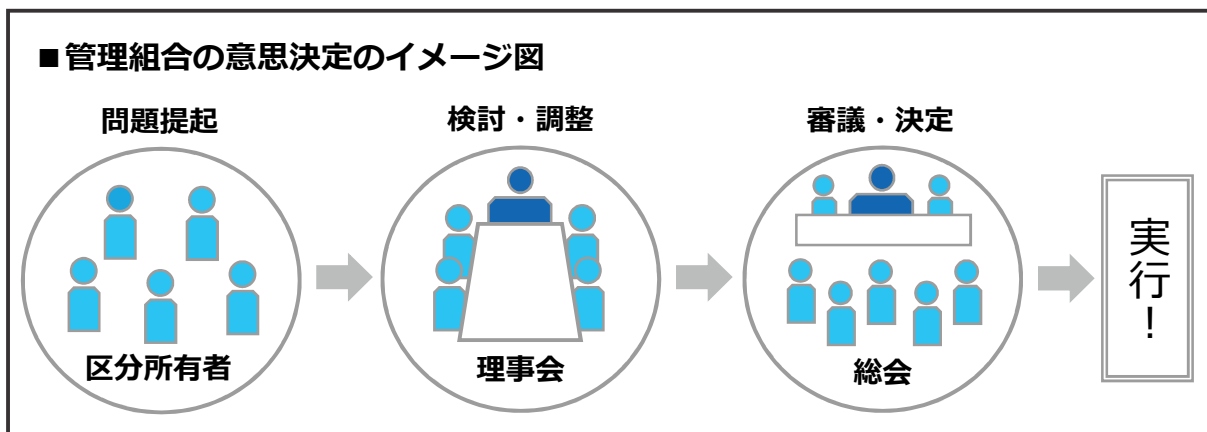 ■管理組合の意思決定のイメージ図
問題提起
検討・調整
審議・決定
区分所有者
理事会
総会
実行！